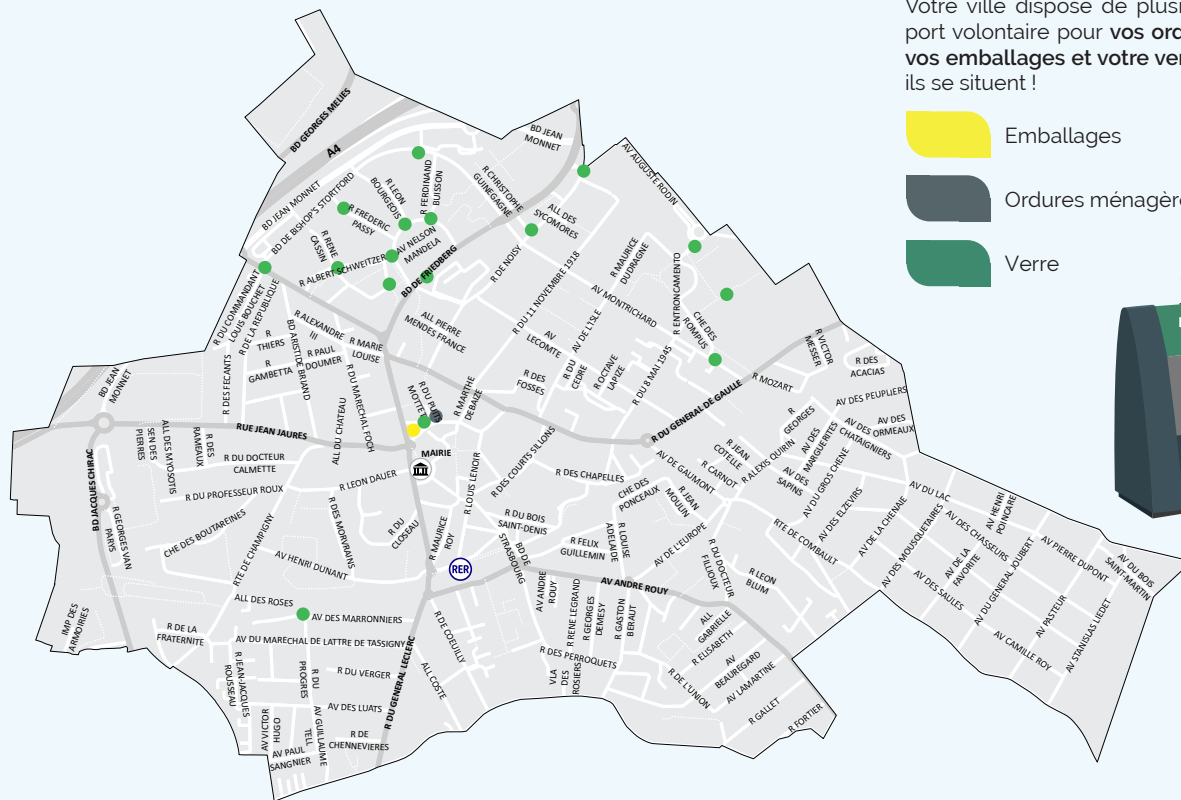 Votre ville dispose de
port volontaire pour vos
vos emballages et votre
ils se situent !
Emballages
Ordures
Verre
BD GEORGES MELIES
A4
BD JEAN
MONNET
AV AUGUSTE RODIN
BD JEAN MONNET
BD DE BISHOP'S STORTFORD
R LEON
BOURGEOIS
R FERDINAND
BUISSON
R CHRISTOPHE
GUINEGAGNE
ALL DES
SYCOMORES
R FREDERIC
PASSY
R RENE
CASSIN
AV NELSON
MANDELA
R ALBERT SCHWEITZER
BD DE FRIEDBERG
R DE NOISY
R DU 11 NOVEMBRE 1918
R MAURICE
DUDRAGNE
R ENTRONCAMENTO
AV MONTRICHARD
CHE DES
ROMPUS
R DU COMMANDANT
LOUIS BOUCHET
R DE LA REPUBLIQUE
R ALEXANDRE
III
R MARIE
LOUISE
ALL PIERRE
MENDES FRANCE
AV
LECOMTE
AV DE L'ISLE
R DU
CEDRE
R OCTAVE
LAPIZE
R DU 8 MAI 1945
R VICTOR
MESSER
R DES
ACACIAS
R
THIERS
R
GAMBETTA
R PAUL
DOUMER
BD ARISTIDE BRIAND
R DES FECANTS
R DU MARECHAL FOCH
ALL DU CHATEAU
R DU PUITS
MOTTET
R MARTHE
DEBAIZE
R DES
FOSSES
R MOZART
R DU GENERAL DE GAULLE
AV DES PEUPLIERS
AV DES
ORMEAUX
AV DES
CHATAIGNIERS
R
GEORGES
AV DES
MARGUERITES
BD JEAN
MONNET
RUE JEAN JAURES
SEN DES
PIERRES
ALL DES MYOSOTIS
R DES
RAMEAUX
R DU DOCTEUR
CALMETTE
R DU PROFESSEUR ROUX
R LEON DAUER
MAIRIE
R LOUIS LENOIR
R DES COURTS SILLONS
R DES CHAPELLES
CHE DES
PONCEAUX
AV DE GAUMONT
R JEAN
COTELLE
R CARNOT
R ALEXIS QUIRIN
AV DES
SAPINS
AV DU GROS CHENE
AV DES ELZEVIRS
R JEAN
MOULIN
BD JACQUES CHIRAC
R GEORGES VAN
PARIJS
CHE DES BOUTAREINES
RTE DE CHAMPIGNY
R DES MORVRAINS
R DU
CLOSEAU
R MAURICE
ROY
RER
R DU BOIS
SAINT-DENIS
BD DE
STRASBOURG
R FELIX
GUILLEMIN
R LOUISE
ADELAIDE
AV DE L'EUROPE
R DU DOCTEUR
FILLIOUX
R LEON
BLUM
RTE DE COMBAULT
AV DE LA CHENAIE
AV DU LAC
AV DES MOUSQUETAIRES
AV DES CHASSEURS
AV HENRI
POINCARE
AV DE LA
FAVORITE
AV DES SAULES
AV DU GENERAL JOUBERT
AV PIERRE DUPONT
AV DU BOIS
SAINT-MARTIN
AV PASTEUR
AV CAMILLE ROY
AV STANISLAS LIEDET
AV HENRI DUNANT
ALL DES ROSES
AV DES MARRONNIERS
IMP DES
ARMOIRIES
R DE LA
FRATERNITE
AV DU MARECHAL DE LATTRE DE TASSIGNY
AV ANDRE ROUY
AV ANDRE
ROUY
R RENE LEGRAND
R GEORGES
DEMESY
R GASTON
BERAUT
R DES PERROQUETS
VLA
DES
ROSIERS
ALL
GABRIELLE
R ELISABETH
AV
BEAUREGARD
AV LAMARTINE
R DE L'UNION
R GALLET
R FORTIER
R DE COEUILLY
ALL COSTE
R DU GENERAL LECLERC
R JEAN-JACQUES
ROUSSEAU
R DU
PROGRES
R DU VERGER
AV DES LUATS
AV VICTOR
HUGO
AV GUILLAUME
TELL
R DE
CHENNEVIERES
AV PAUL
SANGNIER